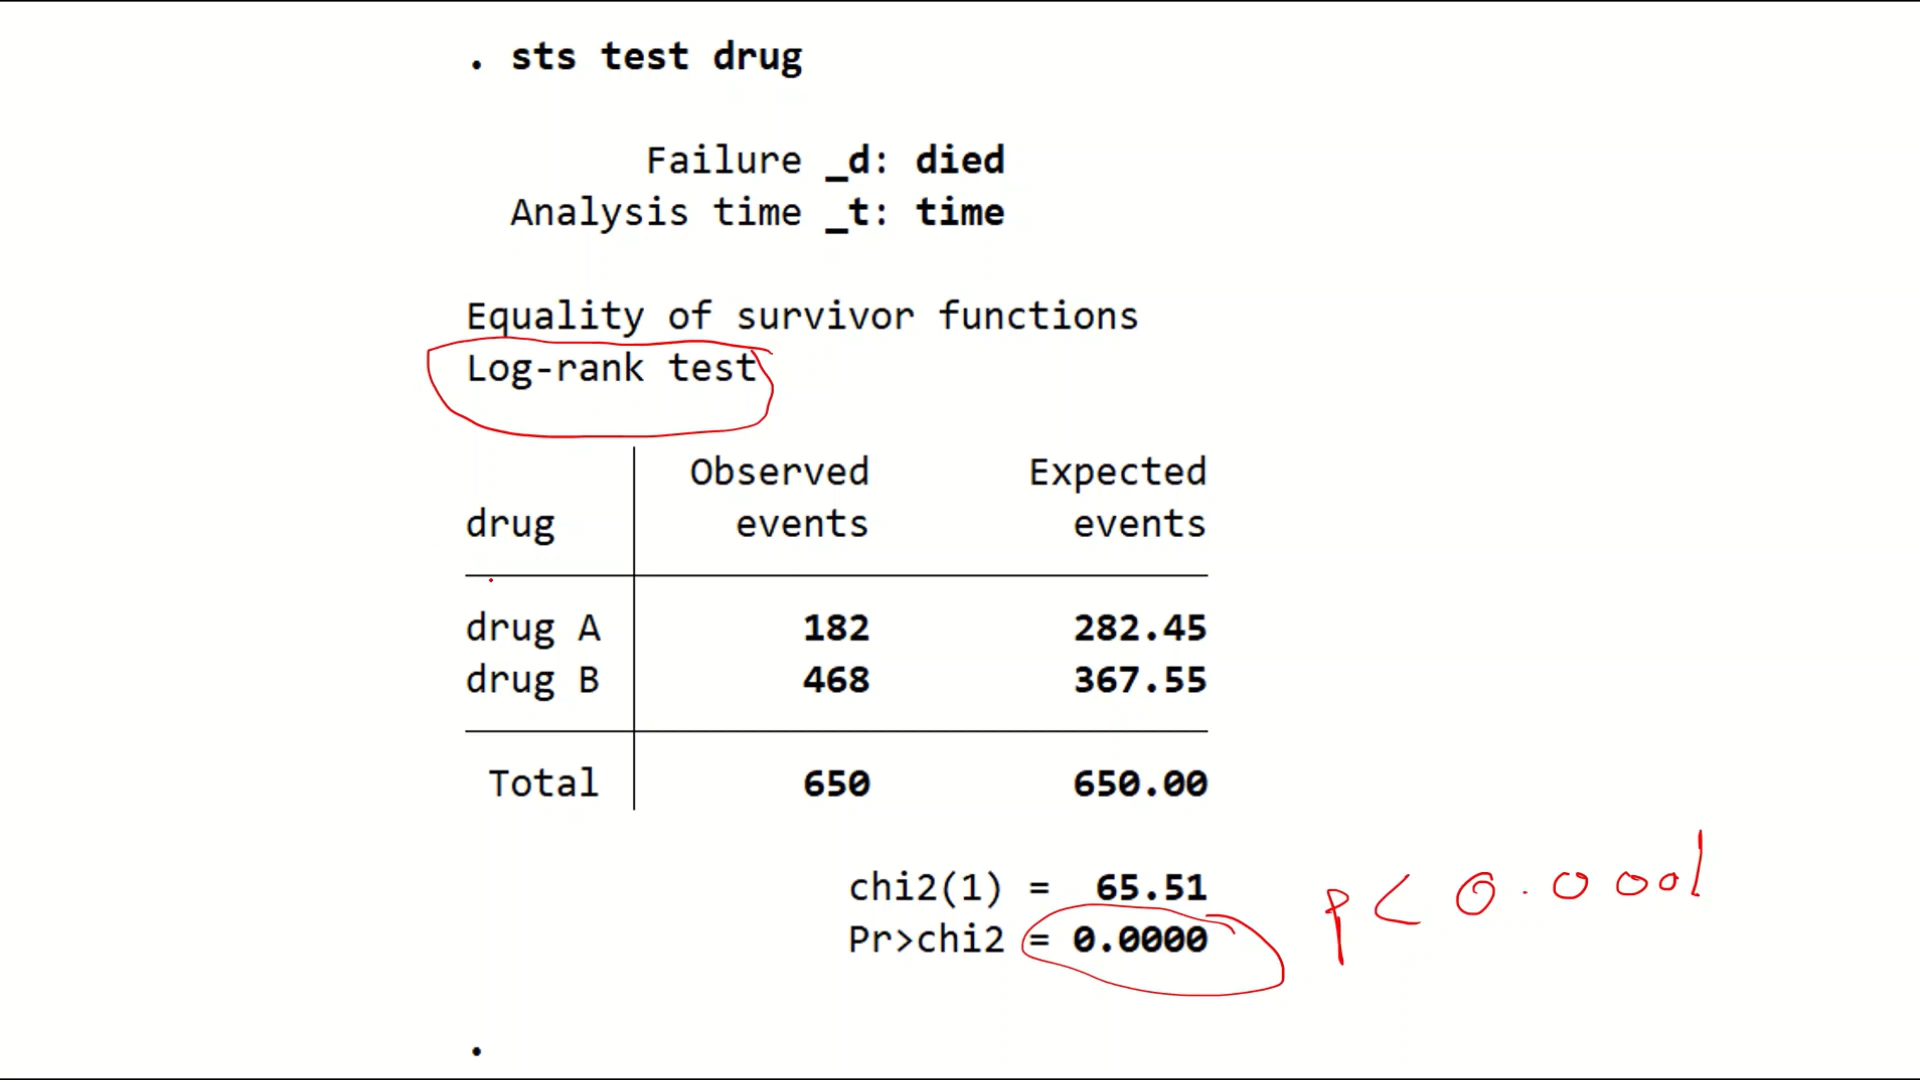 . sts test drug
Failure _d: died
Analysis time _t: time
Equality of survivor functions
Log-rank test
Observed Expected
drug events events
drug A 182 282.45
drug B 468 367.55
Total 650 650.00
chi2(1) = 65.51
Pr>chi2 = 0.0000
p < 0.0001
.